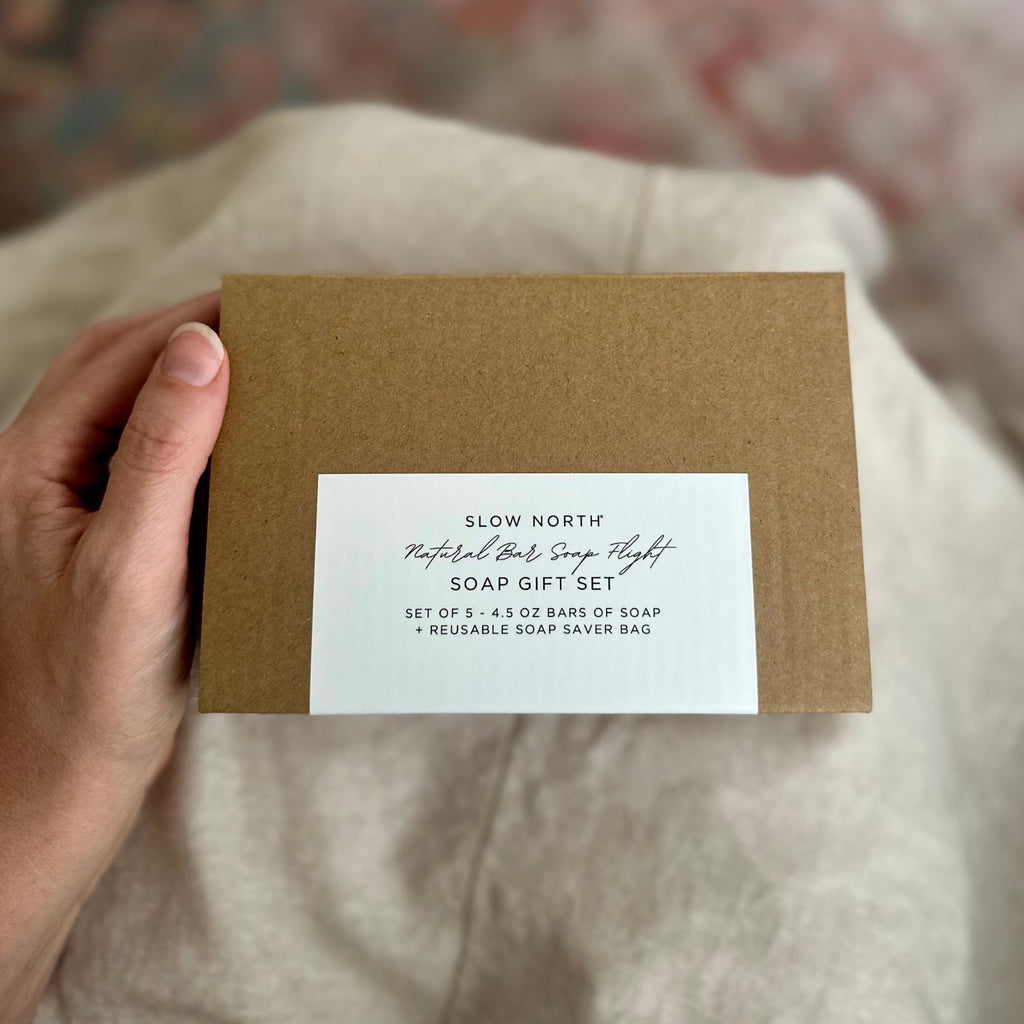 SLOW NORTH®
Natural Bar Soap Flight
SOAP GIFT SET
SET OF 5 - 4.5 OZ BARS OF SOAP
+ REUSABLE SOAP SAVER BAG